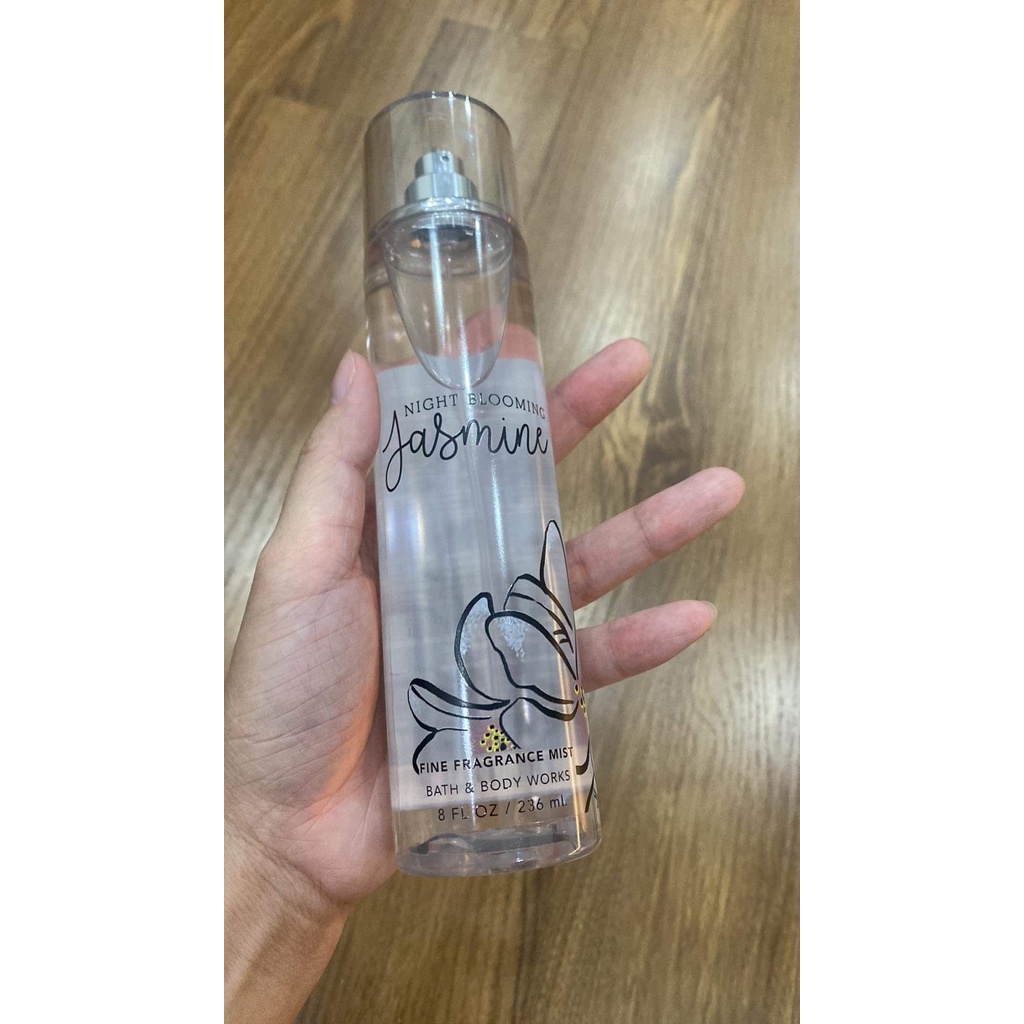 NIGHT BLOOMING
Jasmine
FINE FRAGRANCE MIST
BATH & BODY WORKS
8 FL OZ / 236 mL